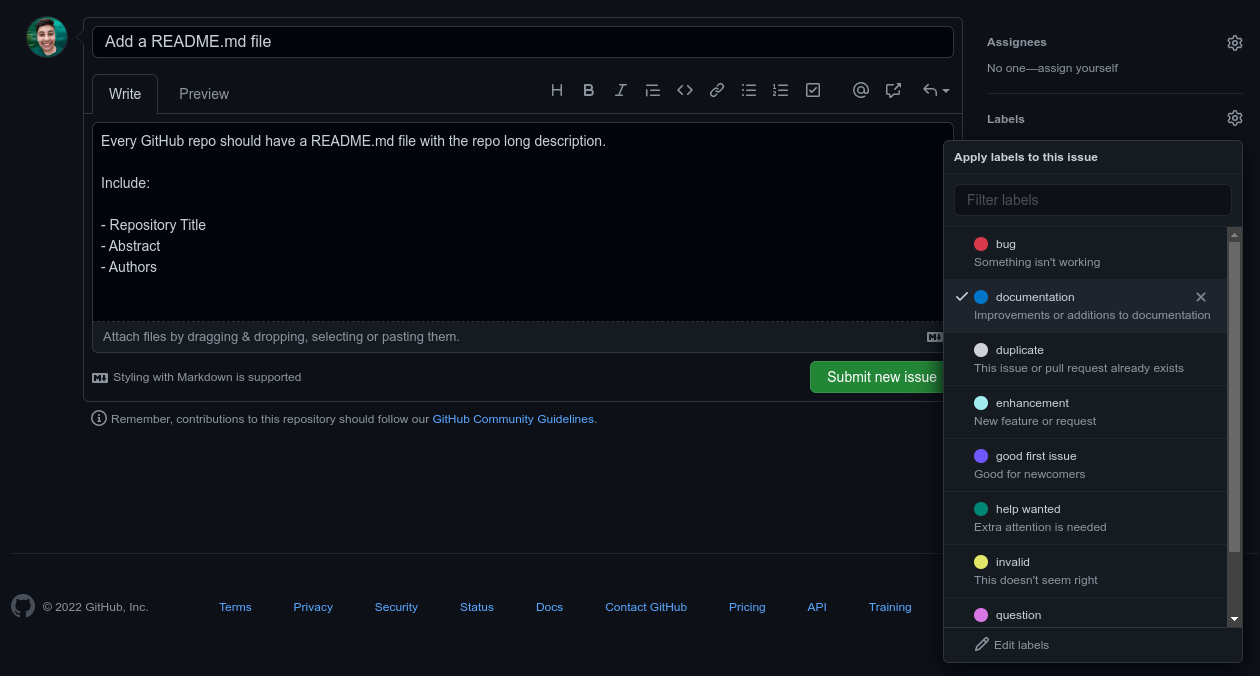 Add a README.md file
Write
Preview
Every GitHub repo should have a README.md file with the repo long description.
Include:
- Repository Title
- Abstract
- Authors
Attach files by dragging & dropping, selecting or pasting them.
Styling with Markdown is supported
Submit new issue
Remember, contributions to this repository should follow our GitHub Community Guidelines.
Assignees
No one—assign yourself
Labels
Apply labels to this issue
Filter labels
bug
Something isn't working
documentation
Improvements or additions to documentation
duplicate
This issue or pull request already exists
enhancement
New feature or request
good first issue
Good for newcomers
help wanted
Extra attention is needed
invalid
This doesn't seem right
question
Edit labels
© 2022 GitHub, Inc.
Terms
Privacy
Security
Status
Docs
Contact GitHub
Pricing
API
Training